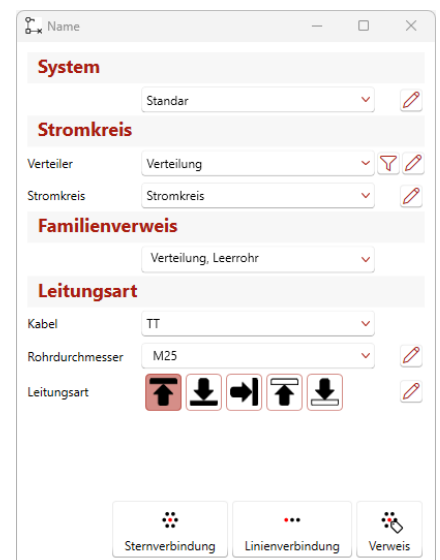 Name
System
Standar
Stromkreis
Verteiler Verteilung
Stromkreis Stromkreis
Familienverweis
Verteilung, Leerrohr
Leitungsart
Kabel TT
Rohrdurchmesser M25
Leitungsart
Sternverbindung Linienverbindung Verweis